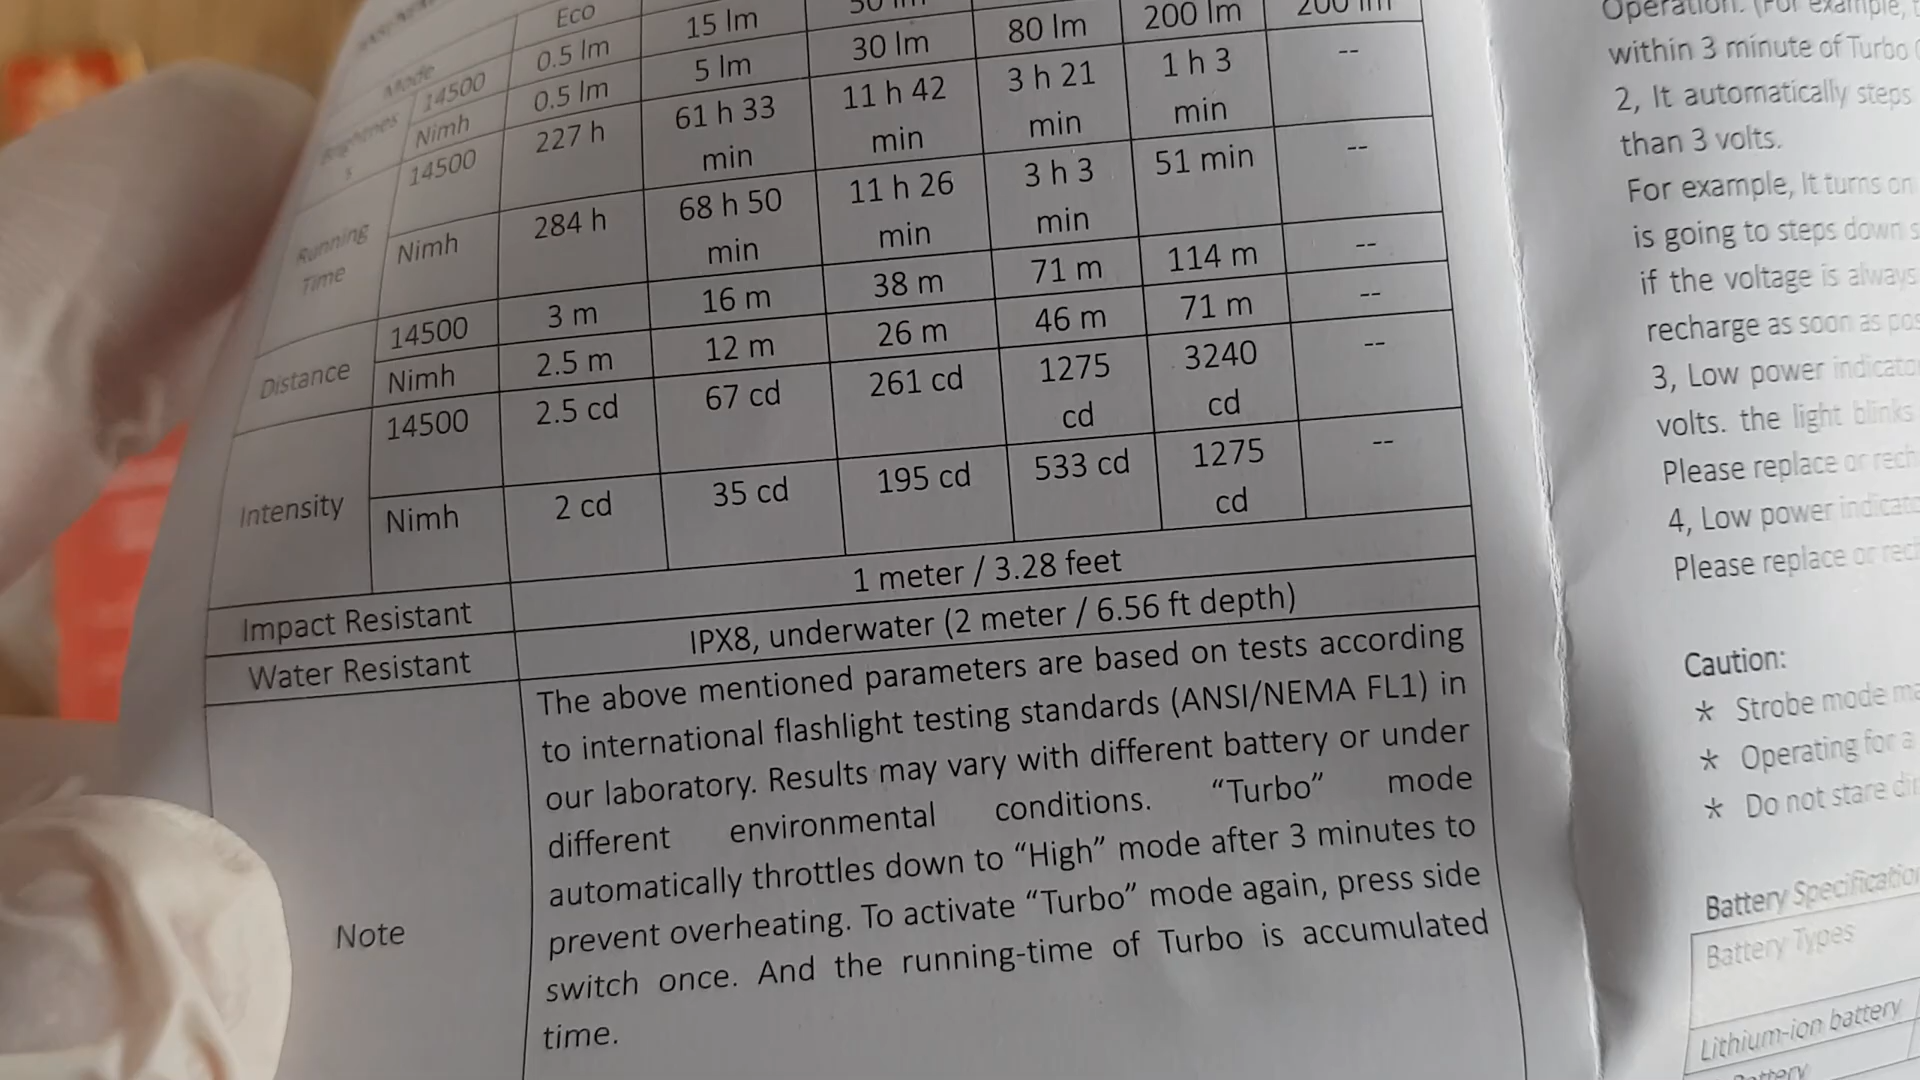 Eco 15 lm 200 lm 200 lm
Mode 14500 0.5 lm 5 lm 30 lm 80 lm --
Nimh 0.5 lm
14500 227 h 61 h 33 min 11 h 42 min 3 h 21 min 1 h 3 min --
Running Time Nimh 284 h 68 h 50 min 11 h 26 min 3 h 3 min 51 min --
Distance 14500 3 m 16 m 38 m 71 m 114 m --
Nimh 2.5 m 12 m 26 m 46 m 71 m --
Intensity 14500 2.5 cd 67 cd 261 cd 1275 cd 3240 cd --
Nimh 2 cd 35 cd 195 cd 533 cd 1275 cd --
Impact Resistant 1 meter / 3.28 feet
Water Resistant IPX8, underwater (2 meter / 6.56 ft depth)
Note
The above mentioned parameters are based on tests according
to international flashlight testing standards (ANSI/NEMA FL1) in
our laboratory. Results may vary with different battery or under
different environmental conditions. “Turbo” mode
automatically throttles down to “High” mode after 3 minutes to
prevent overheating. To activate “Turbo” mode again, press side
switch once. And the running-time of Turbo is accumulated
time.
Operation. (For example,
within 3 minute of Turbo
2, It automatically steps
than 3 volts.
For example, It turns on
is going to steps down
if the voltage is always
recharge as soon as
3, Low power
volts. the light blinks
Please replace or
4, Low power
Please replace or
Caution:
* Strobe mode
* Operating for a
* Do not stare
Battery
Battery Types
Lithium-ion battery